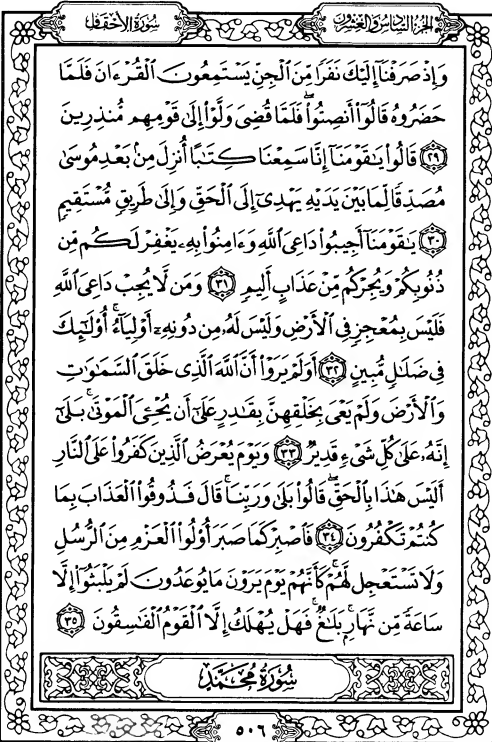 الجزء السادس والعشرون
سورة الأحقاف
وَإِذْ صَرَفْنَآ إِلَيْكَ نَفَرًا مِّنَ ٱلْجِنِّ يَسْتَمِعُونَ ٱلْقُرْءَانَ فَلَمَّا
حَضَرُوهُ قَالُوٓا۟ أَنصِتُوا۟ ۖ فَلَمَّا قُضِىَ وَلَّوْا۟ إِلَىٰ قَوْمِهِم مُّنذِرِينَ
٢٩ قَالُوا۟ يَٰقَوْمَنَآ إِنَّا سَمِعْنَا كِتَٰبًا أُنزِلَ مِنۢ بَعْدِ مُوسَىٰ
مُصَدِّقًا لِّمَا بَيْنَ يَدَيْهِ يَهْدِىٓ إِلَى ٱلْحَقِّ وَإِلَىٰ طَرِيقٍ مُّسْتَقِيمٍ
٣٠ يَٰقَوْمَنَآ أَجِيبُوا۟ دَاعِىَ ٱللَّهِ وَءَامِنُوا۟ بِهِۦ يَغْفِرْ لَكُم مِّن
ذُنُوبِكُمْ وَيُجِرْكُم مِّنْ عَذَابٍ أَلِيمٍ ٣١ وَمَن لَّا يُجِبْ دَاعِىَ ٱللَّهِ
فَلَيْسَ بِمُعْجِزٍ فِى ٱلْأَرْضِ وَلَيْسَ لَهُۥ مِن دُونِهِۦٓ أَوْلِيَآءُ ۚ أُو۟لَٰٓئِكَ
فِى ضَلَٰلٍ مُّبِينٍ ٣٢ أَوَلَمْ يَرَوْا۟ أَنَّ ٱللَّهَ ٱلَّذِى خَلَقَ ٱلسَّمَٰوَٰتِ
وَٱلْأَرْضَ وَلَمْ يَعْىَ بِخَلْقِهِنَّ بِقَٰدِرٍ عَلَىٰٓ أَن يُحْـِۧىَ ٱلْمَوْتَىٰ ۚ بَلَىٰٓ
إِنَّهُۥ عَلَىٰ كُلِّ شَىْءٍ قَدِيرٌ ٣٣ وَيَوْمَ يُعْرَضُ ٱلَّذِينَ كَفَرُوا۟ عَلَى ٱلنَّارِ
أَلَيْسَ هَٰذَا بِٱلْحَقِّ ۖ قَالُوا۟ بَلَىٰ وَرَبِّنَا ۚ قَالَ فَذُوقُوا۟ ٱلْعَذَابَ بِمَا
كُنتُمْ تَكْفُرُونَ ٣٤ فَٱصْبِرْ كَمَا صَبَرَ أُو۟لُوا۟ ٱلْعَزْمِ مِنَ ٱلرُّسُلِ
وَلَا تَسْتَعْجِل لَّهُمْ ۚ كَأَنَّهُمْ يَوْمَ يَرَوْنَ مَا يُوعَدُونَ لَمْ يَلْبَثُوٓا۟ إِلَّا
سَاعَةً مِّن نَّهَارٍۭ ۚ بَلَٰغٌ ۚ فَهَلْ يُهْلَكُ إِلَّا ٱلْقَوْمُ ٱلْفَٰسِقُونَ ٣٥
سُورَةُ مُحَمَّد
٥٠٦